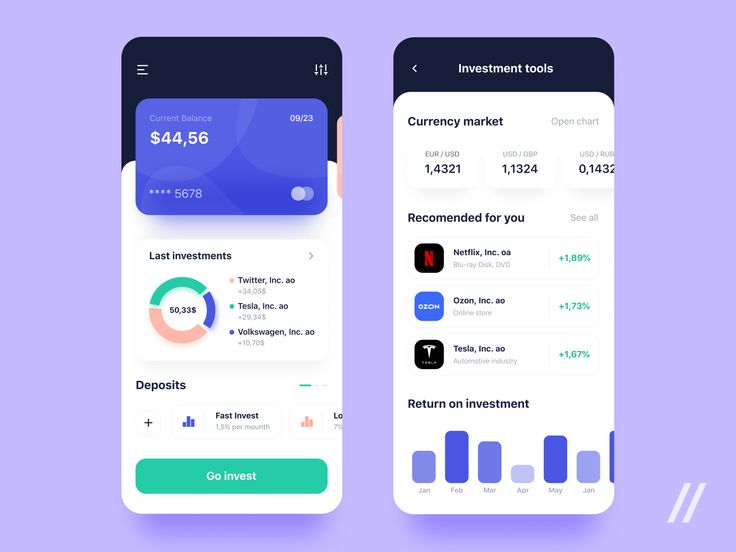 Current Balance
09/23
$44,56
**** 5678
Last investments
50,33$
Twitter, Inc. ao
+34,05$
Tesla, Inc. ao
+29,34$
Volkswagen, Inc. ao
+10,70$
Deposits
Fast Invest
1,5% per mounth
Lo
7%
Go invest
Investment tools
Currency market
Open chart
EUR / USD
1,4321
USD / GBP
1,1324
USD / RUB
0,1432
Recomended for you
See all
N
Netflix, Inc. oa
Blu-ray Disk, DVD
+1,89%
OZON
Ozon, Inc. ao
Online store
+1,73%
TESLA
Tesla, Inc. ao
Automotive industry
+1,67%
Return on investment
Jan
Feb
Mar
Apr
May
Jan